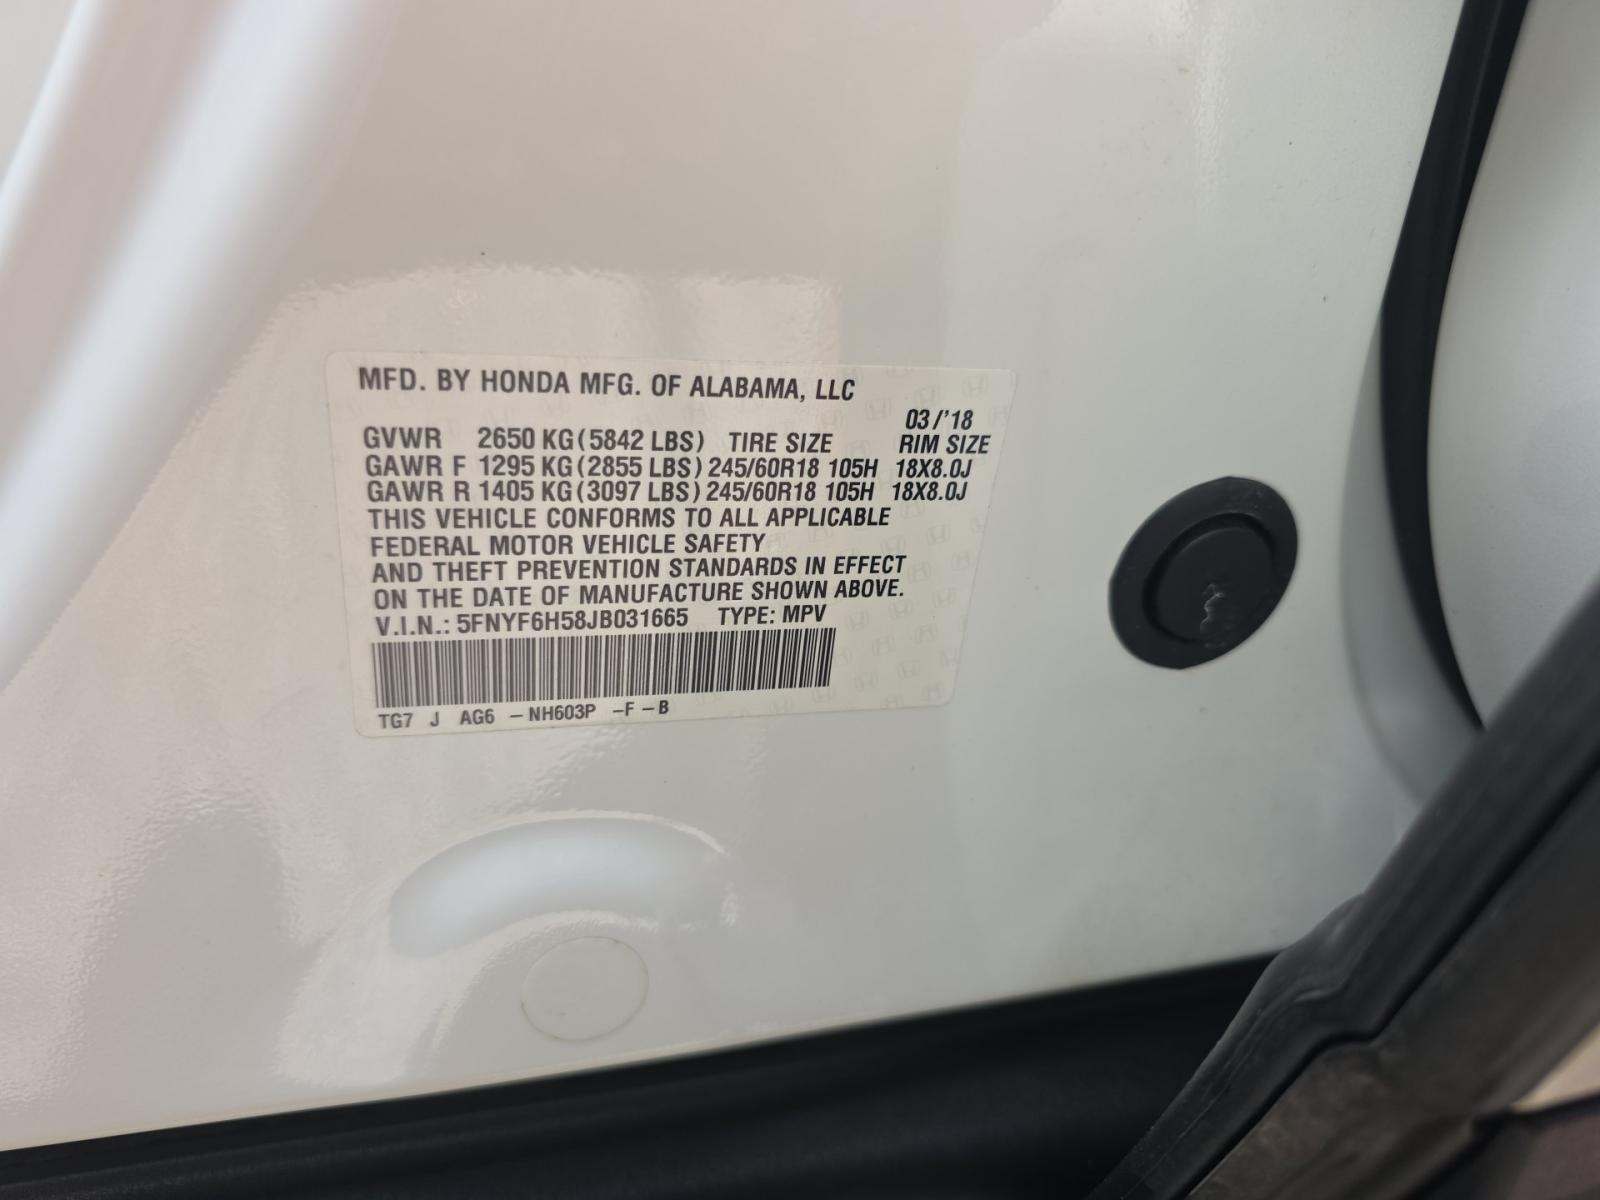 MFD. BY HONDA MFG. OF ALABAMA, LLC
03/'18
GVWR 2650 KG(5842 LBS) TIRE SIZE RIM SIZE
GAWR F 1295 KG(2855 LBS) 245/60R18 105H 18X8.0J
GAWR R 1405 KG(3097 LBS) 245/60R18 105H 18X8.0J
THIS VEHICLE CONFORMS TO ALL APPLICABLE
FEDERAL MOTOR VEHICLE SAFETY
AND THEFT PREVENTION STANDARDS IN EFFECT
ON THE DATE OF MANUFACTURE SHOWN ABOVE.
V.I.N.: 5FNYF6H58JB031665 TYPE: MPV
TG7 J AG6 -NH603P -F-B